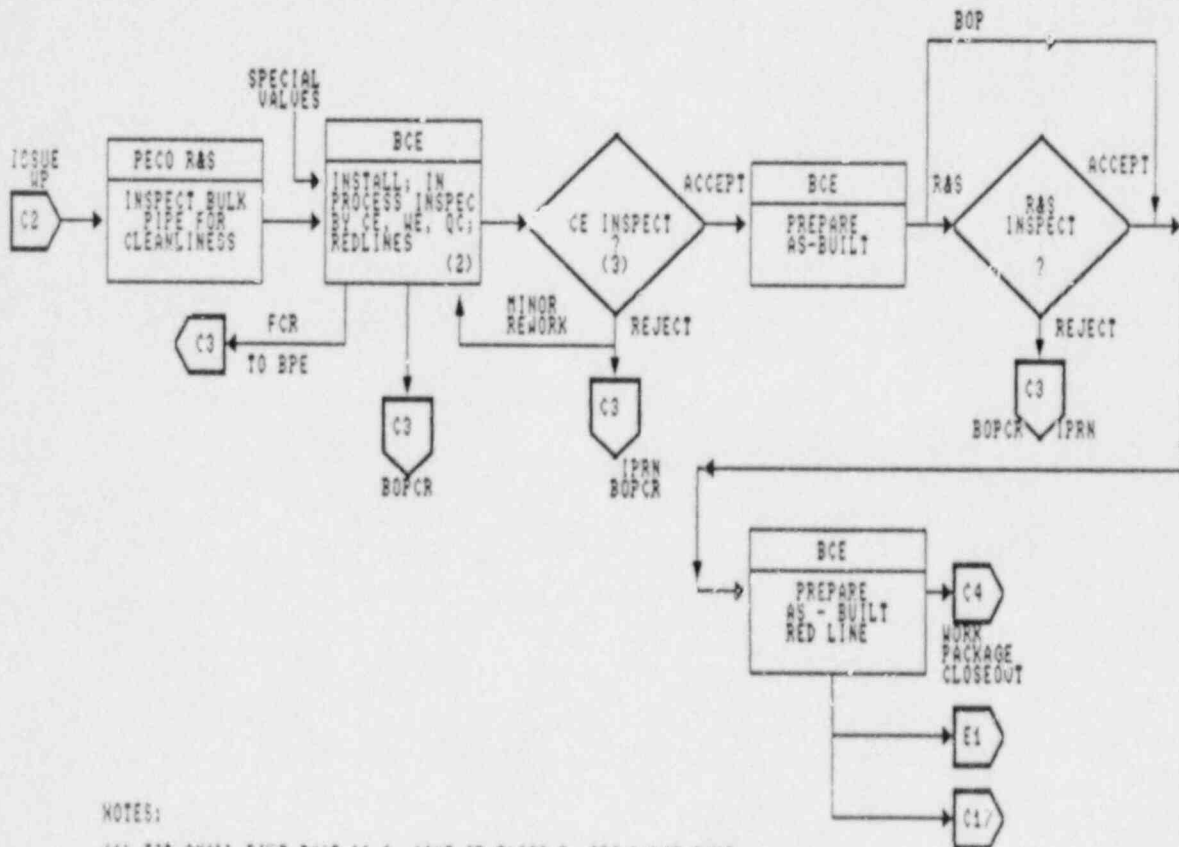 BOP
SPECIAL
VALUES
ISSUE
WP
C2
PECO R&S
INSPECT BULK
PIPE FOR
CLEANLINESS
BCE
INSTALL; IN
PROCESS INSPEC
BY CE, WE, QC;
REDLINES
(2)
CE INSPECT
?
(3)
ACCEPT
BCE
PREPARE
AS-BUILT
R&S
R&S
INSPECT
?
ACCEPT
C3
FCR
TO BPE
MINOR
REWORK
REJECT
REJECT
C3
BOPCR
C3
IPRN
BOPCR
C3
BOPCR IPRN
BCE
PREPARE
AS - BUILT
RED LINE
C4
WORK
PACKAGE
CLOSEOUT
E1
C17
NOTES: